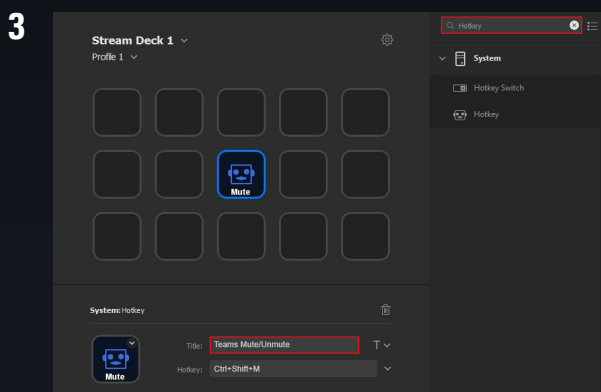 3
Stream Deck 1
Profile 1
Mute
System: Hotkey
Title: Teams Mute/Unmute
T
Hotkey: Ctrl+Shift+M
Mute
Hotkey
System
Hotkey Switch
Hotkey